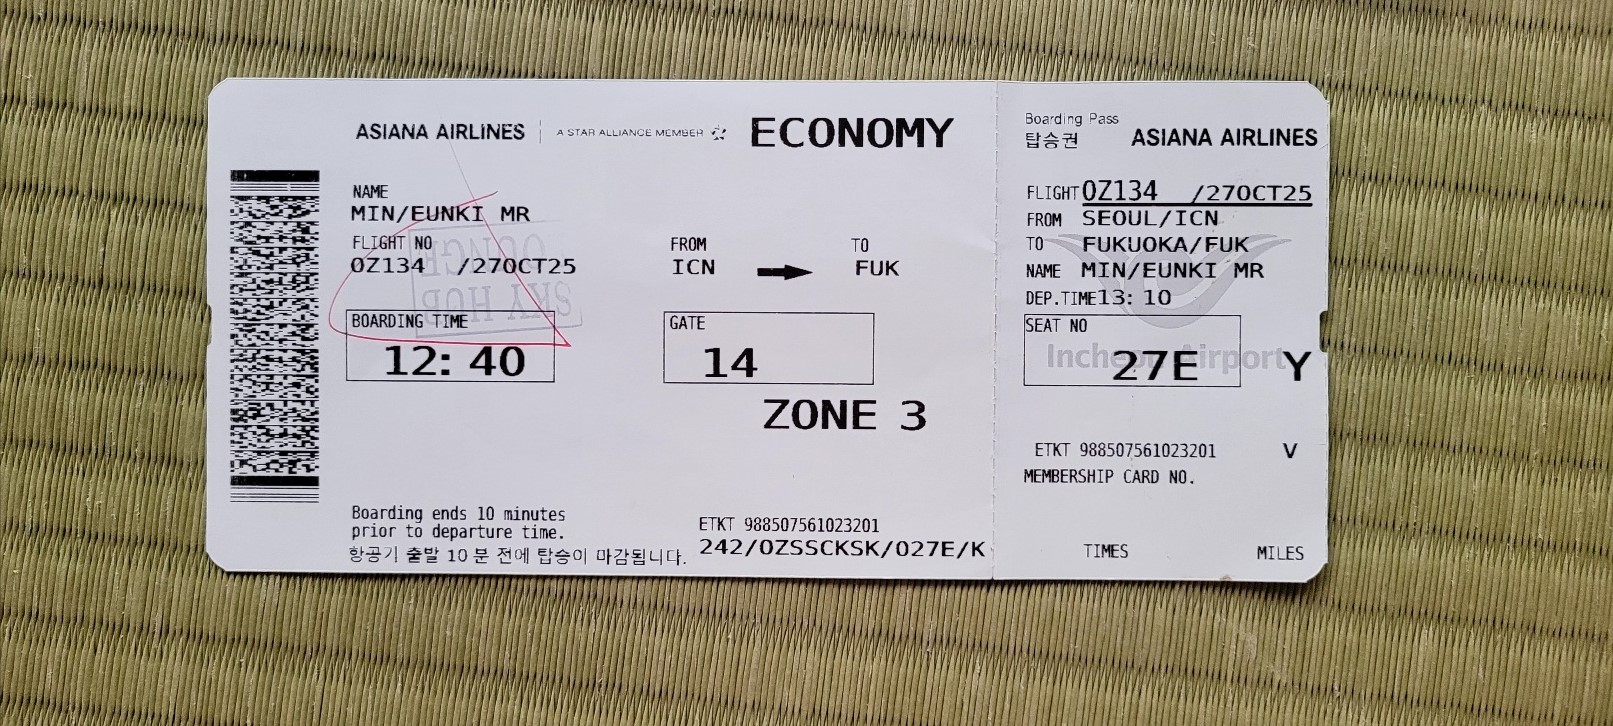 ASIANA AIRLINES A STAR ALLIANCE MEMBER ECONOMY
NAME
MIN/EUNKI MR
FLIGHT NO
OZ134 /27OCT25
FROM TO
ICN FUK
SKY HUB
LOUNGE
BOARDING TIME
12:40
GATE
14
ZONE 3
Boarding ends 10 minutes
prior to departure time.
항공기 출발 10 분 전에 탑승이 마감됩니다.
ETKT 988507561023201
242/OZSSCKSK/027E/K
Boarding Pass
탑승권 ASIANA AIRLINES
FLIGHT OZ134 /27OCT25
FROM SEOUL/ICN
TO FUKUOKA/FUK
NAME MIN/EUNKI MR
DEP.TIME 13:10
SEAT NO
27E Y
Incheon Airport
ETKT 988507561023201 V
MEMBERSHIP CARD NO.
TIMES MILES